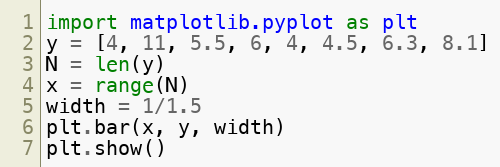 1 import matplotlib.pyplot as plt
2 y = [4, 11, 5.5, 6, 4, 4.5, 6.3, 8.1]
3 N = len(y)
4 x = range(N)
5 width = 1/1.5
6 plt.bar(x, y, width)
7 plt.show()